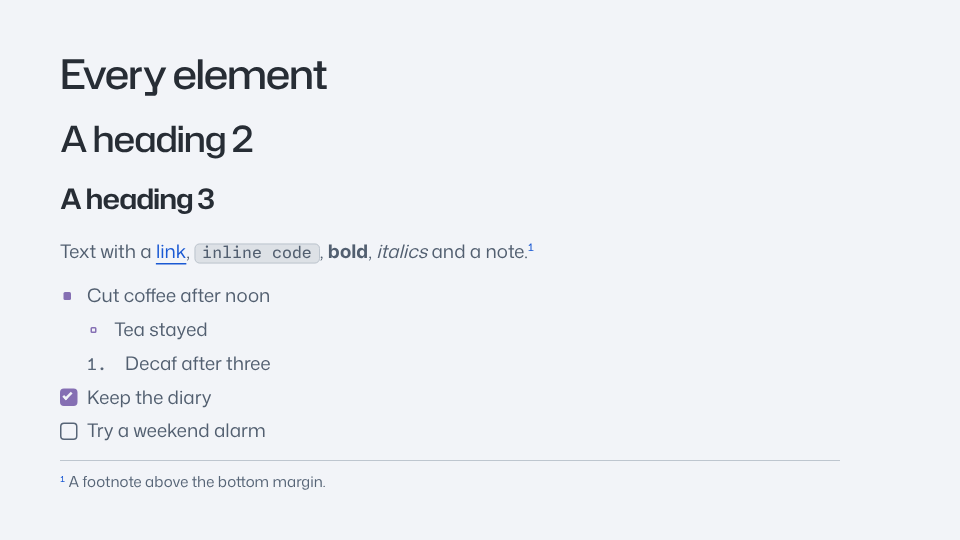 Every element
A heading 2
A heading 3
Text with a link, inline code, bold, italics and a note.¹
Cut coffee after noon
Tea stayed
1. Decaf after three
Keep the diary
Try a weekend alarm
¹ A footnote above the bottom margin.